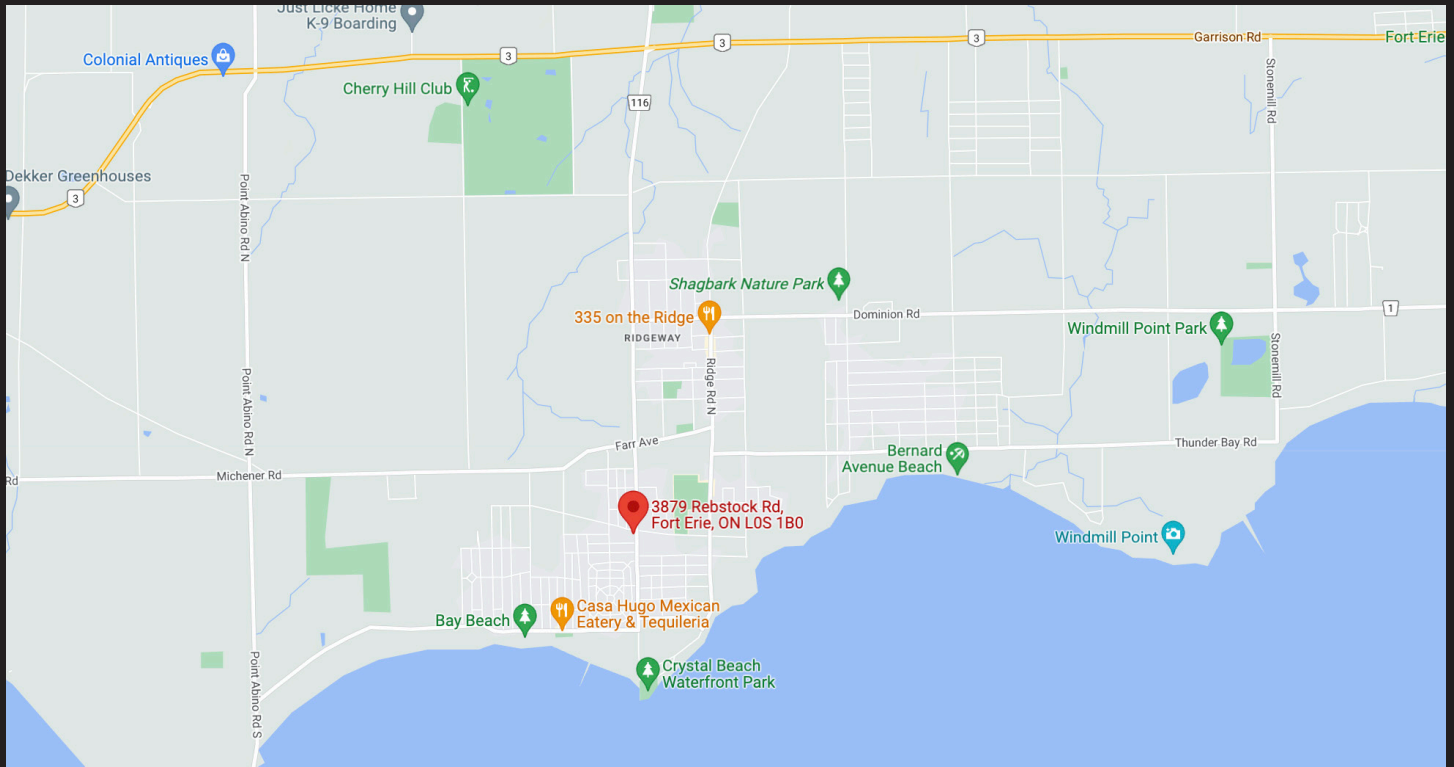 Just Licke Home
K-9 Boarding
Colonial Antiques
3
3
3
Garrison Rd
Fort Erie
Cherry Hill Club
116
Stonemill Rd
Dekker Greenhouses
3
Point Abino Rd N
Shagbark Nature Park
335 on the Ridge
Dominion Rd
1
RIDGEWAY
Windmill Point Park
Ridge Rd N
Stonemill Rd
Point Abino Rd N
Farr Ave
Thunder Bay Rd
Bernard
Avenue Beach
Rd
Michener Rd
3879 Rebstock Rd,
Fort Erie, ON L0S 1B0
Windmill Point
Casa Hugo Mexican
Eatery & Tequileria
Bay Beach
Crystal Beach
Waterfront Park
Point Abino Rd S